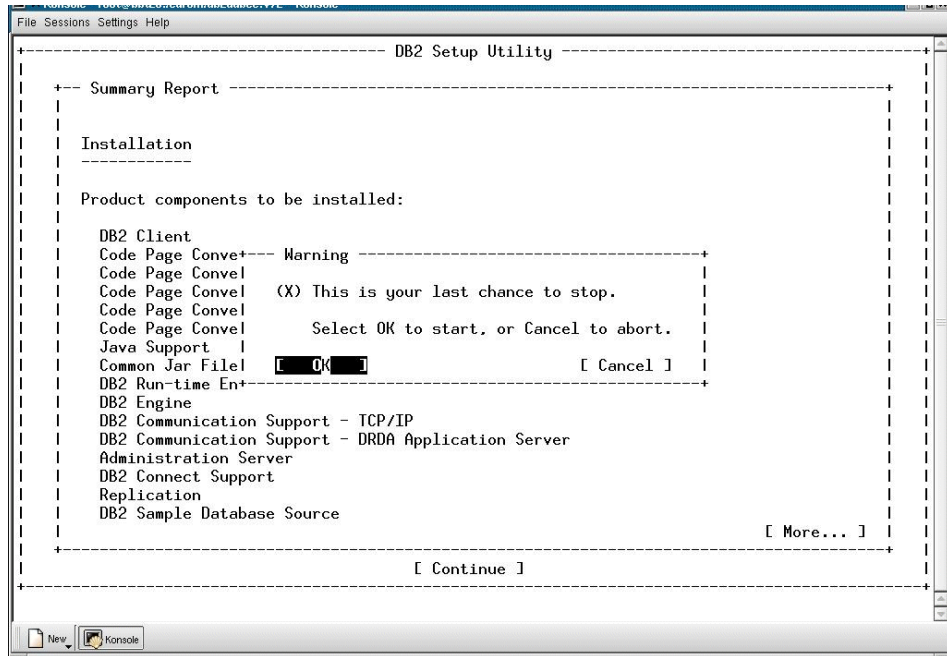 File Sessions Settings Help
DB2 Setup Utility
Summary Report
Installation
------------
Product components to be installed:
DB2 Client
Code Page Conve
Code Page Conve
Code Page Conve
Code Page Conve
Code Page Conve
Java Support
Common Jar File
DB2 Run-time En
DB2 Engine
DB2 Communication Support - TCP/IP
DB2 Communication Support - DRDA Application Server
Administration Server
DB2 Connect Support
Replication
DB2 Sample Database Source
Warning
(X) This is your last chance to stop.
Select OK to start, or Cancel to abort.
[ OK ] [ Cancel ]
[ More... ]
[ Continue ]
New
Konsole